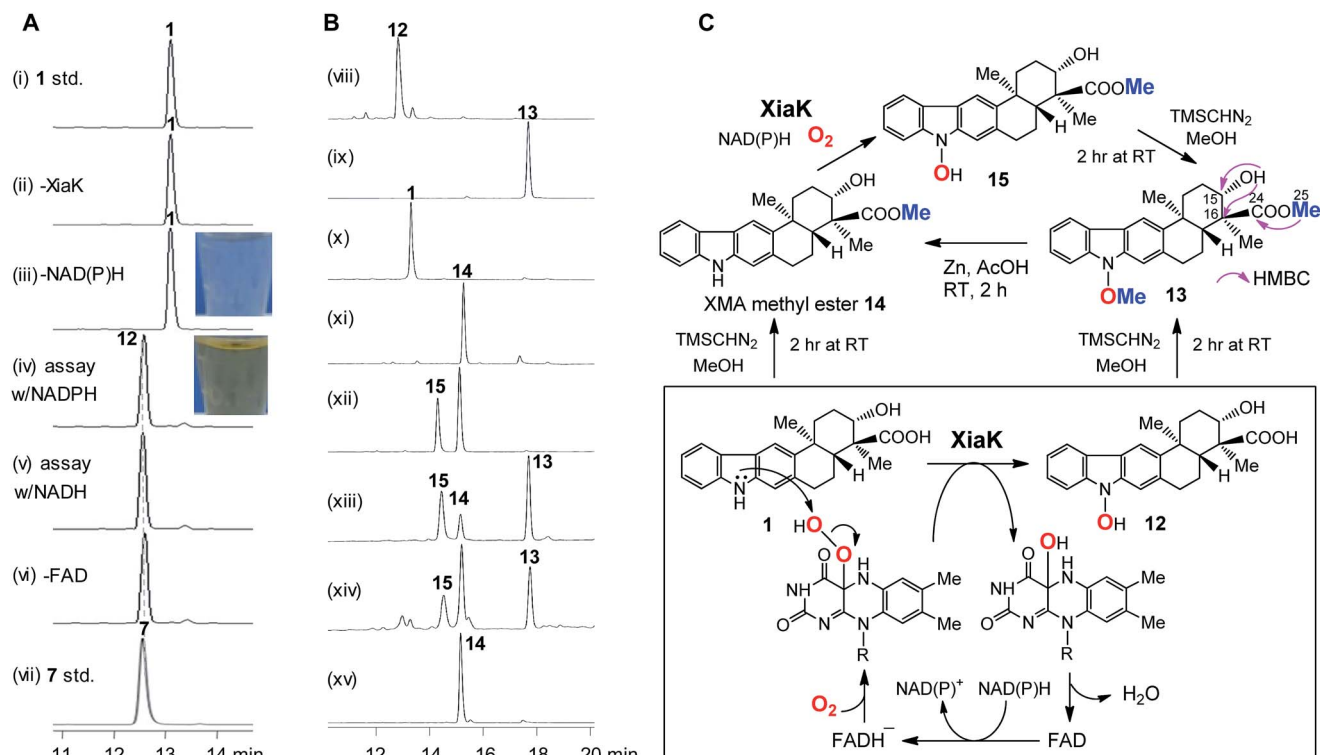 A
1
(i) 1 std.
1
(ii) -XiaK
1
(iii) -NAD(P)H
12
(iv) assay
w/NADPH
(v) assay
w/NADH
(vi) -FAD
7
(vii) 7 std.
11 12 13 14 min
B
12
(viii)
13
(ix)
1
(x)
14
(xi)
15
(xii)
13
15
14
(xiii)
13
15
(xiv)
14
(xv)
12 14 16 18 20 min
C
OH
Me
COOMe
Me
H
N
OH
15
XiaK
NAD(P)H O2
TMSCHN2
MeOH
2 hr at RT
OH
Me
COOMe
Me
H
N
H
XMA methyl ester 14
Zn, AcOH
RT, 2 h
OH
15
24
25
Me
16
COOMe
H
Me
N
OMe
13
HMBC
TMSCHN2
MeOH
2 hr at RT
TMSCHN2
MeOH
2 hr at RT
OH
Me
COOH
Me
H
N
H
1
XiaK
OH
Me
COOH
Me
H
N
OH
12
HO
O
O
H
N
Me
NH
O
N
N
Me
R
OH
O
H
N
Me
NH
O
N
N
Me
R
O2
NAD(P)+
NAD(P)H
H2O
FADH−
FAD